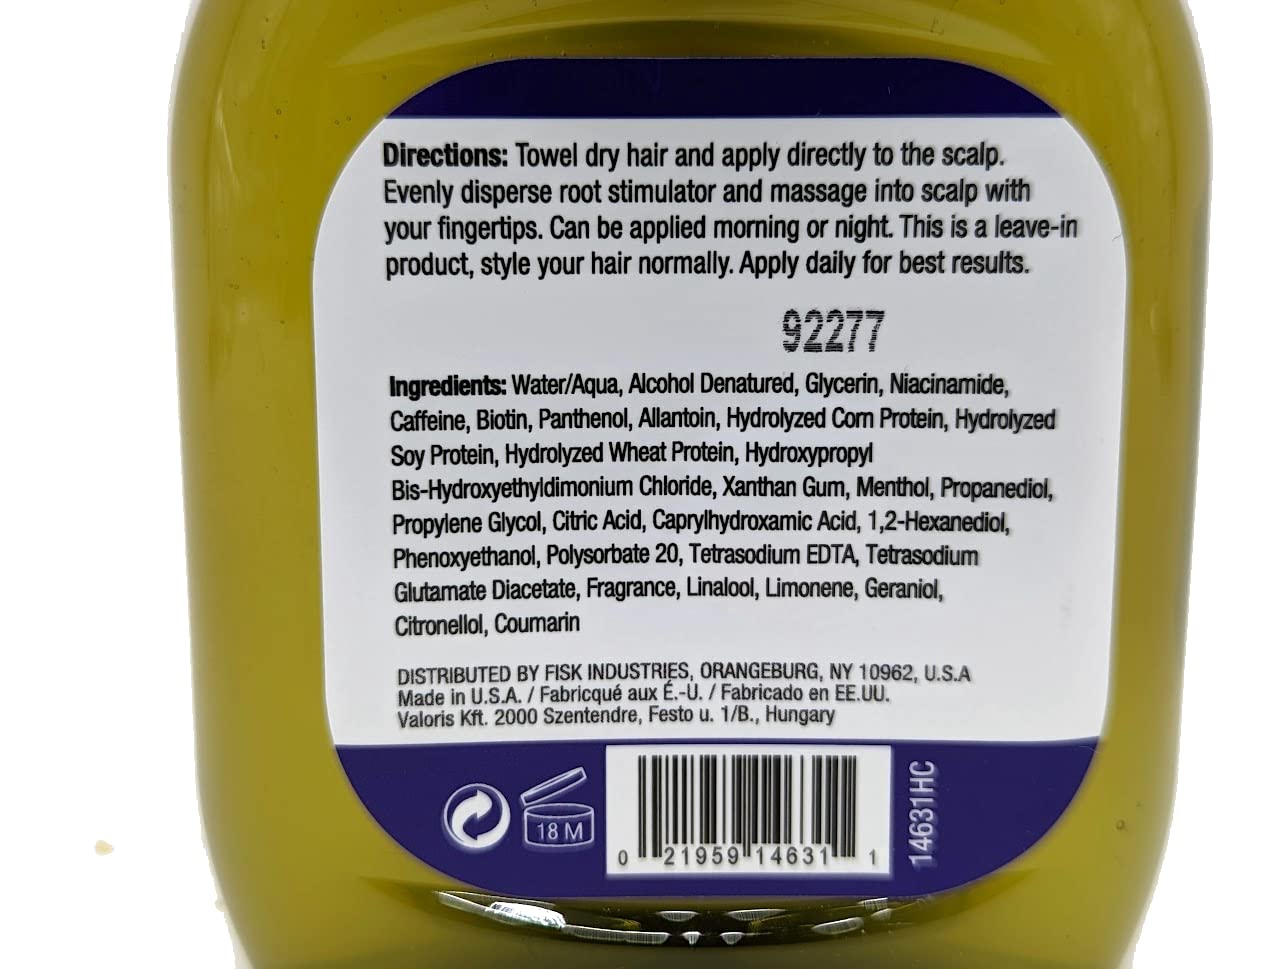 Directions: Towel dry hair and apply directly to the scalp.
Evenly disperse root stimulator and massage into scalp with
your fingertips. Can be applied morning or night. This is a leave-in
product, style your hair normally. Apply daily for best results.
92277
Ingredients: Water/Aqua, Alcohol Denatured, Glycerin, Niacinamide,
Caffeine, Biotin, Panthenol, Allantoin, Hydrolyzed Corn Protein, Hydrolyzed
Soy Protein, Hydrolyzed Wheat Protein, Hydroxypropyl
Bis-Hydroxyethyldimonium Chloride, Xanthan Gum, Menthol, Propanediol,
Propylene Glycol, Citric Acid, Caprylhydroxamic Acid, 1,2-Hexanediol,
Phenoxyethanol, Polysorbate 20, Tetrasodium EDTA, Tetrasodium
Glutamate Diacetate, Fragrance, Linalool, Limonene, Geraniol,
Citronellol, Coumarin
DISTRIBUTED BY FISK INDUSTRIES, ORANGEBURG, NY 10962, U.S.A
Made in U.S.A. / Fabricqué aux É.-U. / Fabricado en EE.UU.
Valoris Kft. 2000 Szentendre, Festo u. 1/B., Hungary
18 M
0 21959 14631 1
14631HC